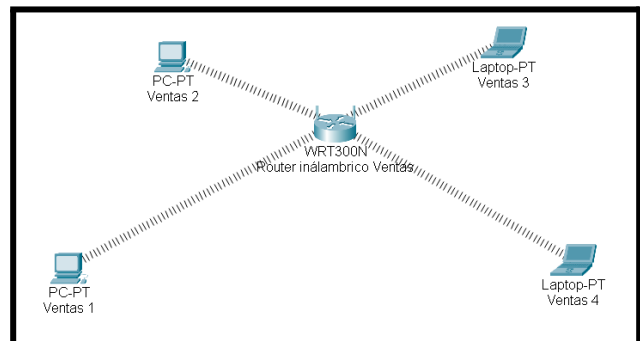 PC-PT
Ventas 2
Laptop-PT
Ventas 3
WRT300N
Router inálambrico Ventas
PC-PT
Ventas 1
Laptop-PT
Ventas 4